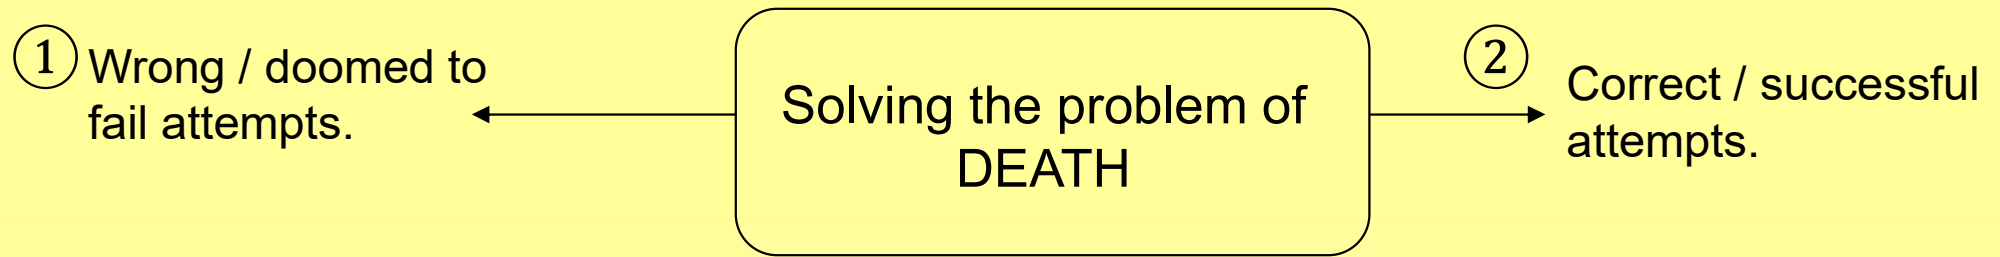 ①
Wrong / doomed to
fail attempts.
Solving the problem of
DEATH
②
Correct / successful
attempts.